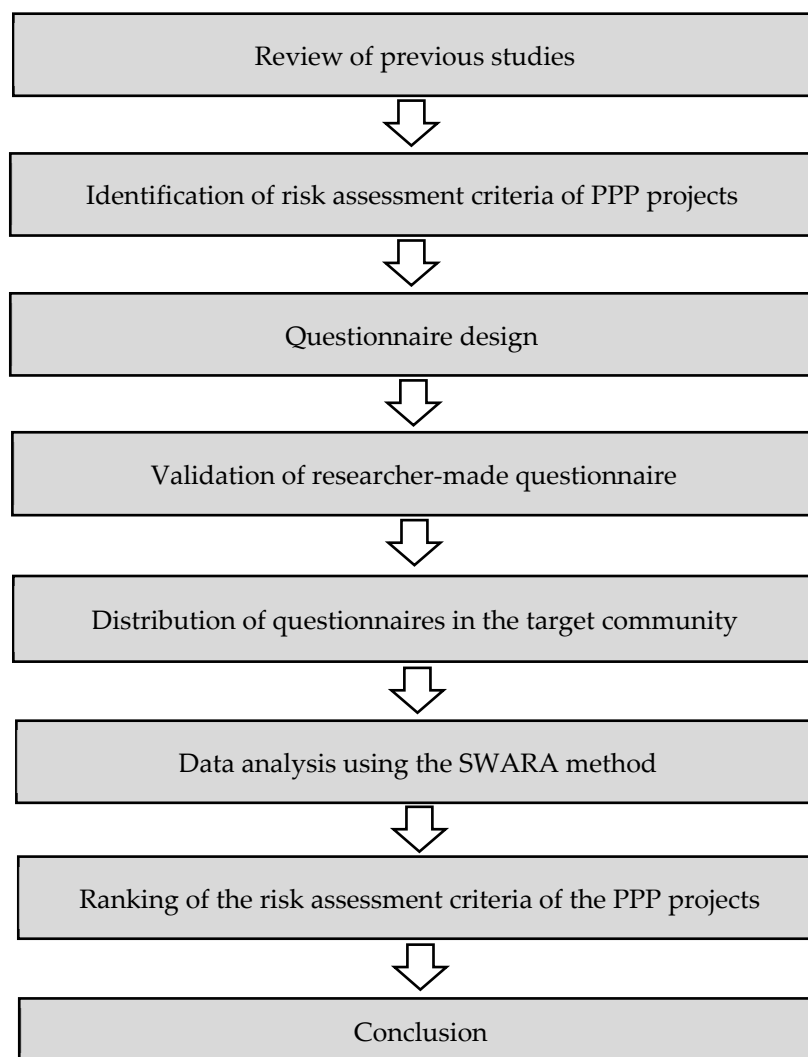 Review of previous studies
Identification of risk assessment criteria of PPP projects
Questionnaire design
Validation of researcher-made questionnaire
Distribution of questionnaires in the target community
Data analysis using the SWARA method
Ranking of the risk assessment criteria of the PPP projects
Conclusion